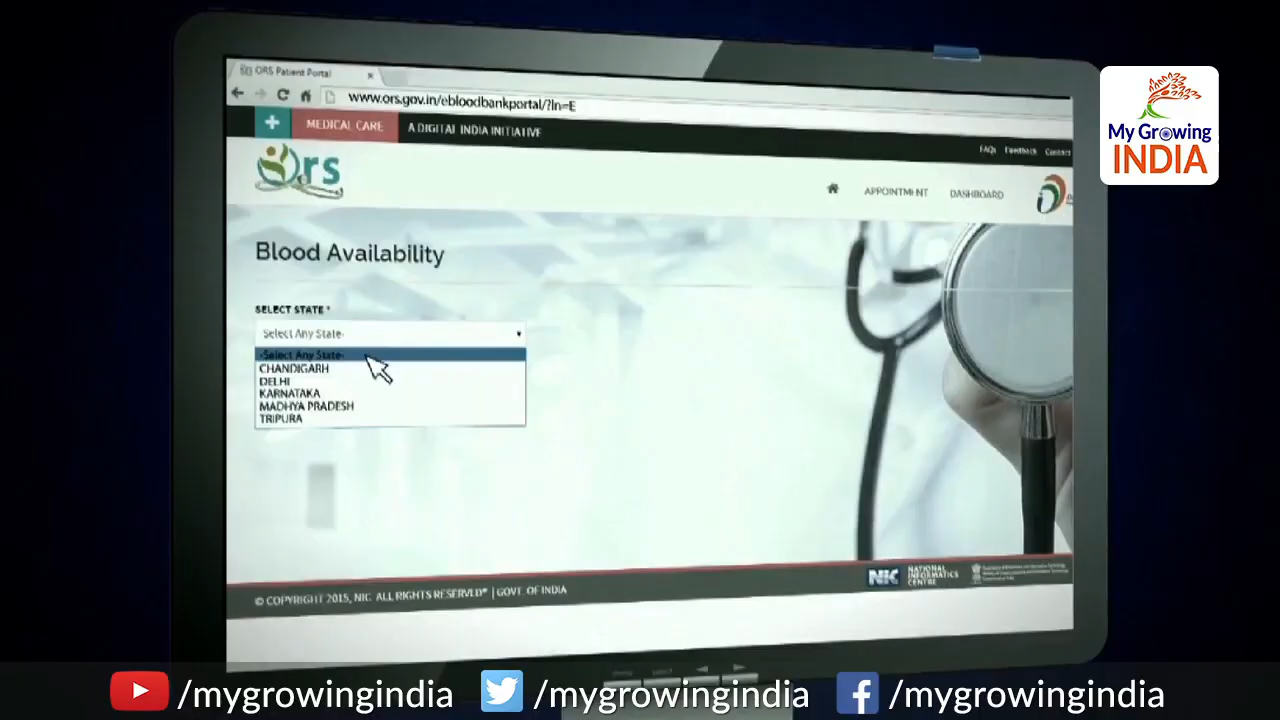 ORS Patient Portal
www.ors.gov.in/ebloodbankportal/?ln=E
MEDICAL CARE
A DIGITAL INDIA INITIATIVE
FAQs Feedback Contact
Ors
APPOINTMENT DASHBOARD
My Growing
INDIA
Blood Availability
SELECT STATE *
Select Any State-
-Select Any State-
CHANDIGARH
DELHI
KARNATAKA
MADHYA PRADESH
TRIPURA
NIC NATIONAL
INFORMATICS
CENTRE
© COPYRIGHT 2015, NIC. ALL RIGHTS RESERVED* | GOVT. OF INDIA
/mygrowingindia /mygrowingindia /mygrowingindia